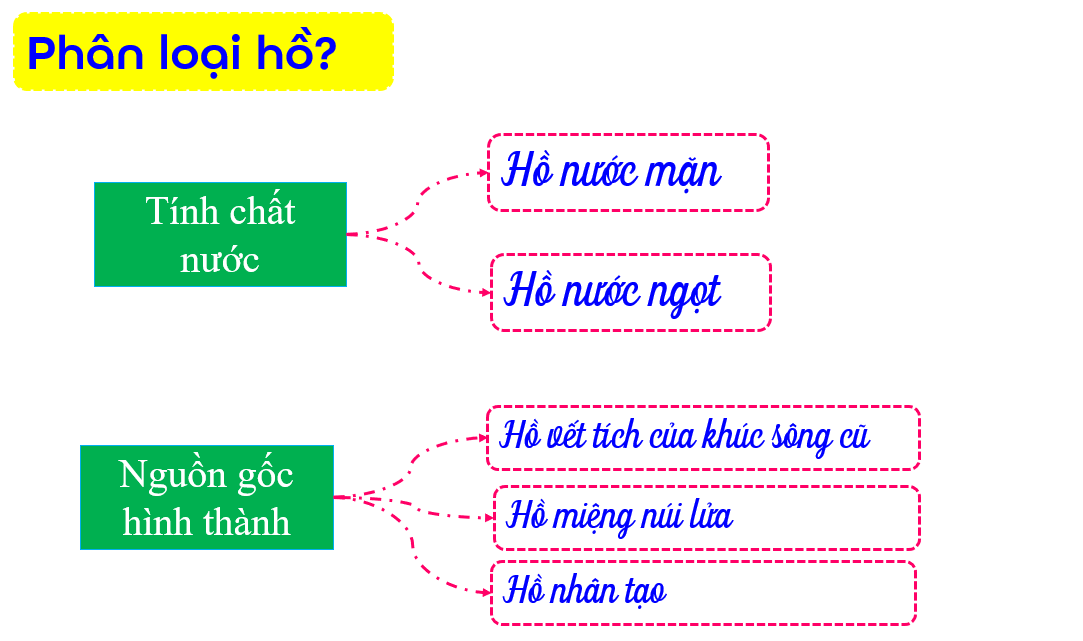 Phân loại hồ?
Hồ nước mặn
Tính chất
nước
Hồ nước ngọt
Hồ vết tích của khúc sông cũ
Nguồn gốc
hình thành
Hồ miệng núi lửa
Hồ nhân tạo